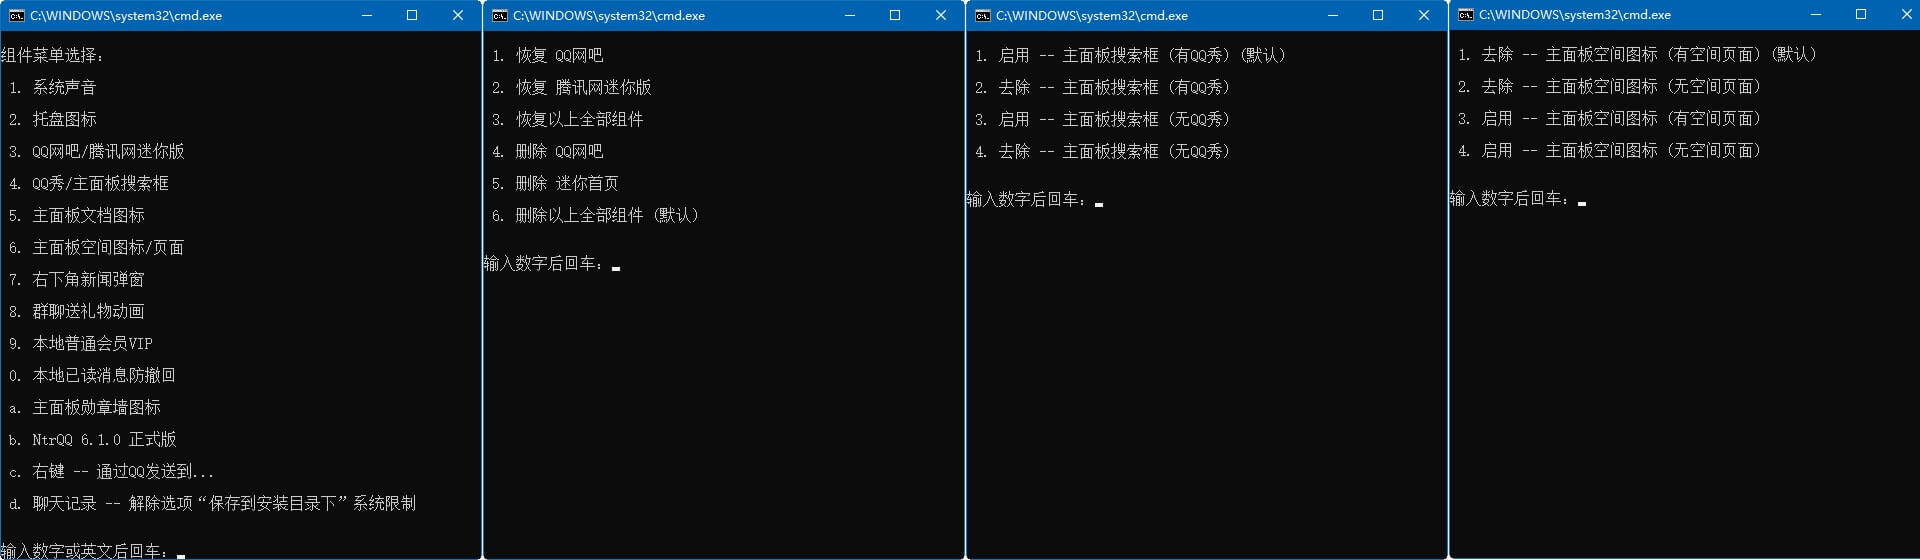 C:\WINDOWS\system32\cmd.exe
组件菜单选择：
1. 系统声音
2. 托盘图标
3. QQ网吧/腾讯网迷你版
4. QQ秀/主面板搜索框
5. 主面板文档图标
6. 主面板空间图标/页面
7. 右下角新闻弹窗
8. 群聊送礼物动画
9. 本地普通会员VIP
0. 本地已读消息防撤回
a. 主面板勋章墙图标
b. NtrQQ 6.1.0 正式版
c. 右键 -- 通过QQ发送到...
d. 聊天记录 -- 解除选项“保存到安装目录下”系统限制
输入数字或英文后回车：
C:\WINDOWS\system32\cmd.exe
1. 恢复 QQ网吧
2. 恢复 腾讯网迷你版
3. 恢复以上全部组件
4. 删除 QQ网吧
5. 删除 迷你首页
6. 删除以上全部组件 (默认)
输入数字后回车：
C:\WINDOWS\system32\cmd.exe
1. 启用 -- 主面板搜索框 (有QQ秀) (默认)
2. 去除 -- 主面板搜索框 (有QQ秀)
3. 启用 -- 主面板搜索框 (无QQ秀)
4. 去除 -- 主面板搜索框 (无QQ秀)
输入数字后回车：
C:\WINDOWS\system32\cmd.exe
1. 去除 -- 主面板空间图标 (有空间页面) (默认)
2. 去除 -- 主面板空间图标 (无空间页面)
3. 启用 -- 主面板空间图标 (有空间页面)
4. 启用 -- 主面板空间图标 (无空间页面)
输入数字后回车：